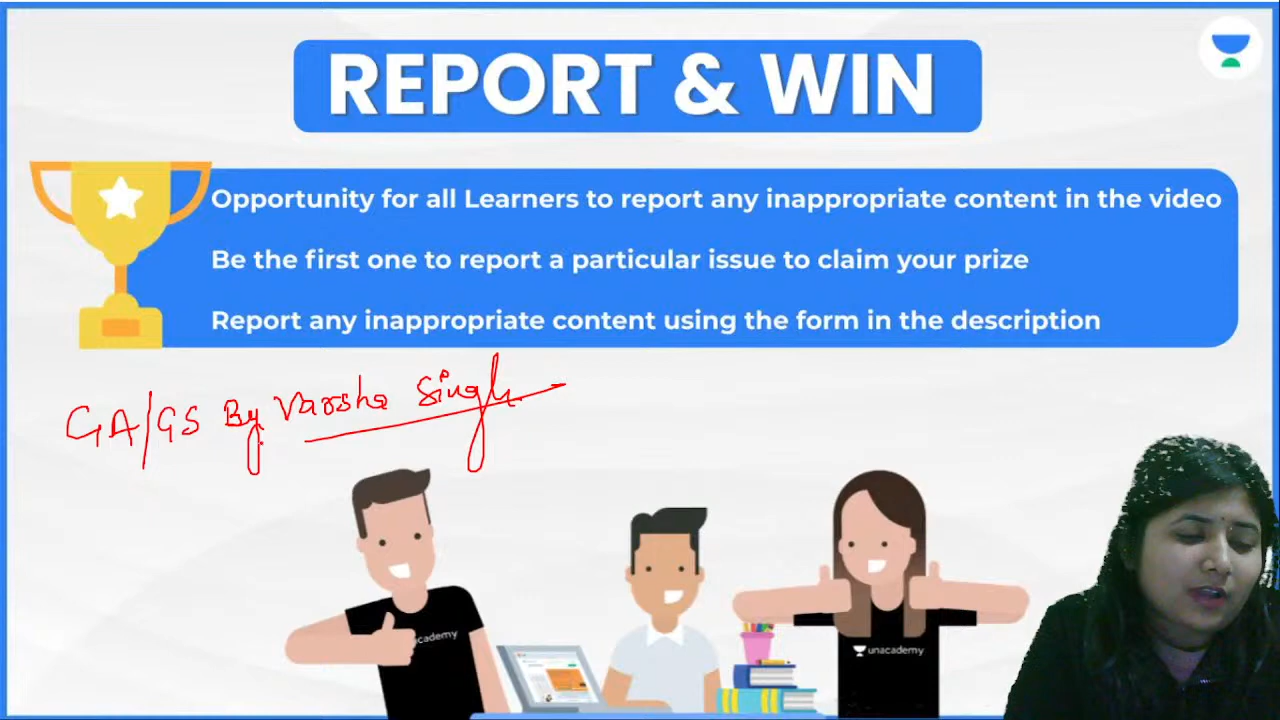 REPORT & WIN
Opportunity for all Learners to report any inappropriate content in the video
Be the first one to report a particular issue to claim your prize
Report any inappropriate content using the form in the description
GA/GS By Varsha Singh
unacademy
unacademy